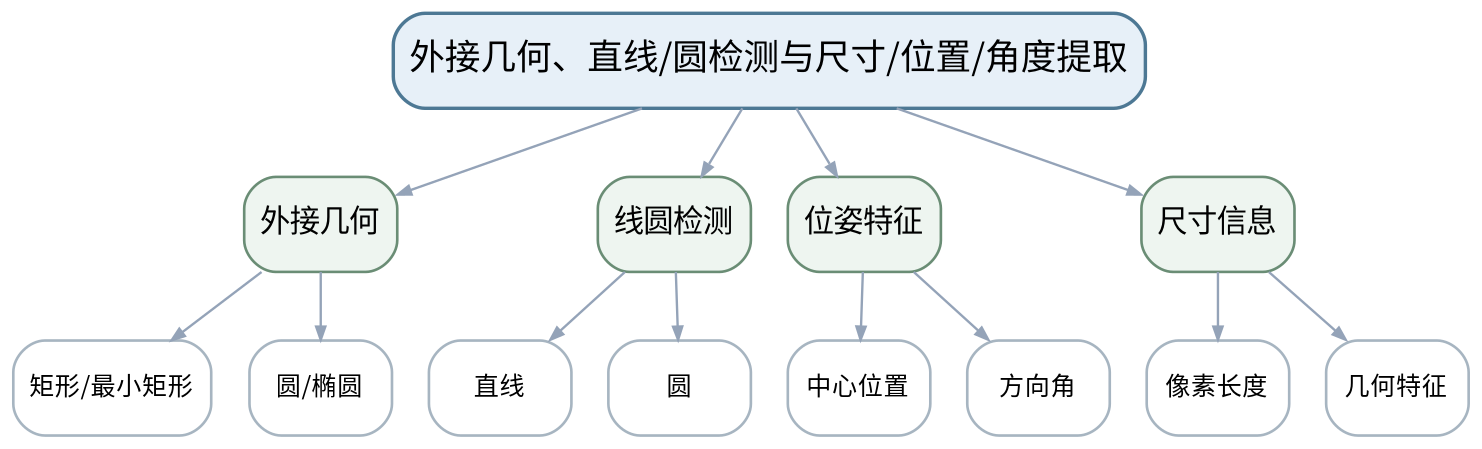 外接几何、直线/圆检测与尺寸/位置/角度提取
外接几何
线圆检测
位姿特征
尺寸信息
矩形/最小矩形
圆/椭圆
直线
圆
中心位置
方向角
像素长度
几何特征